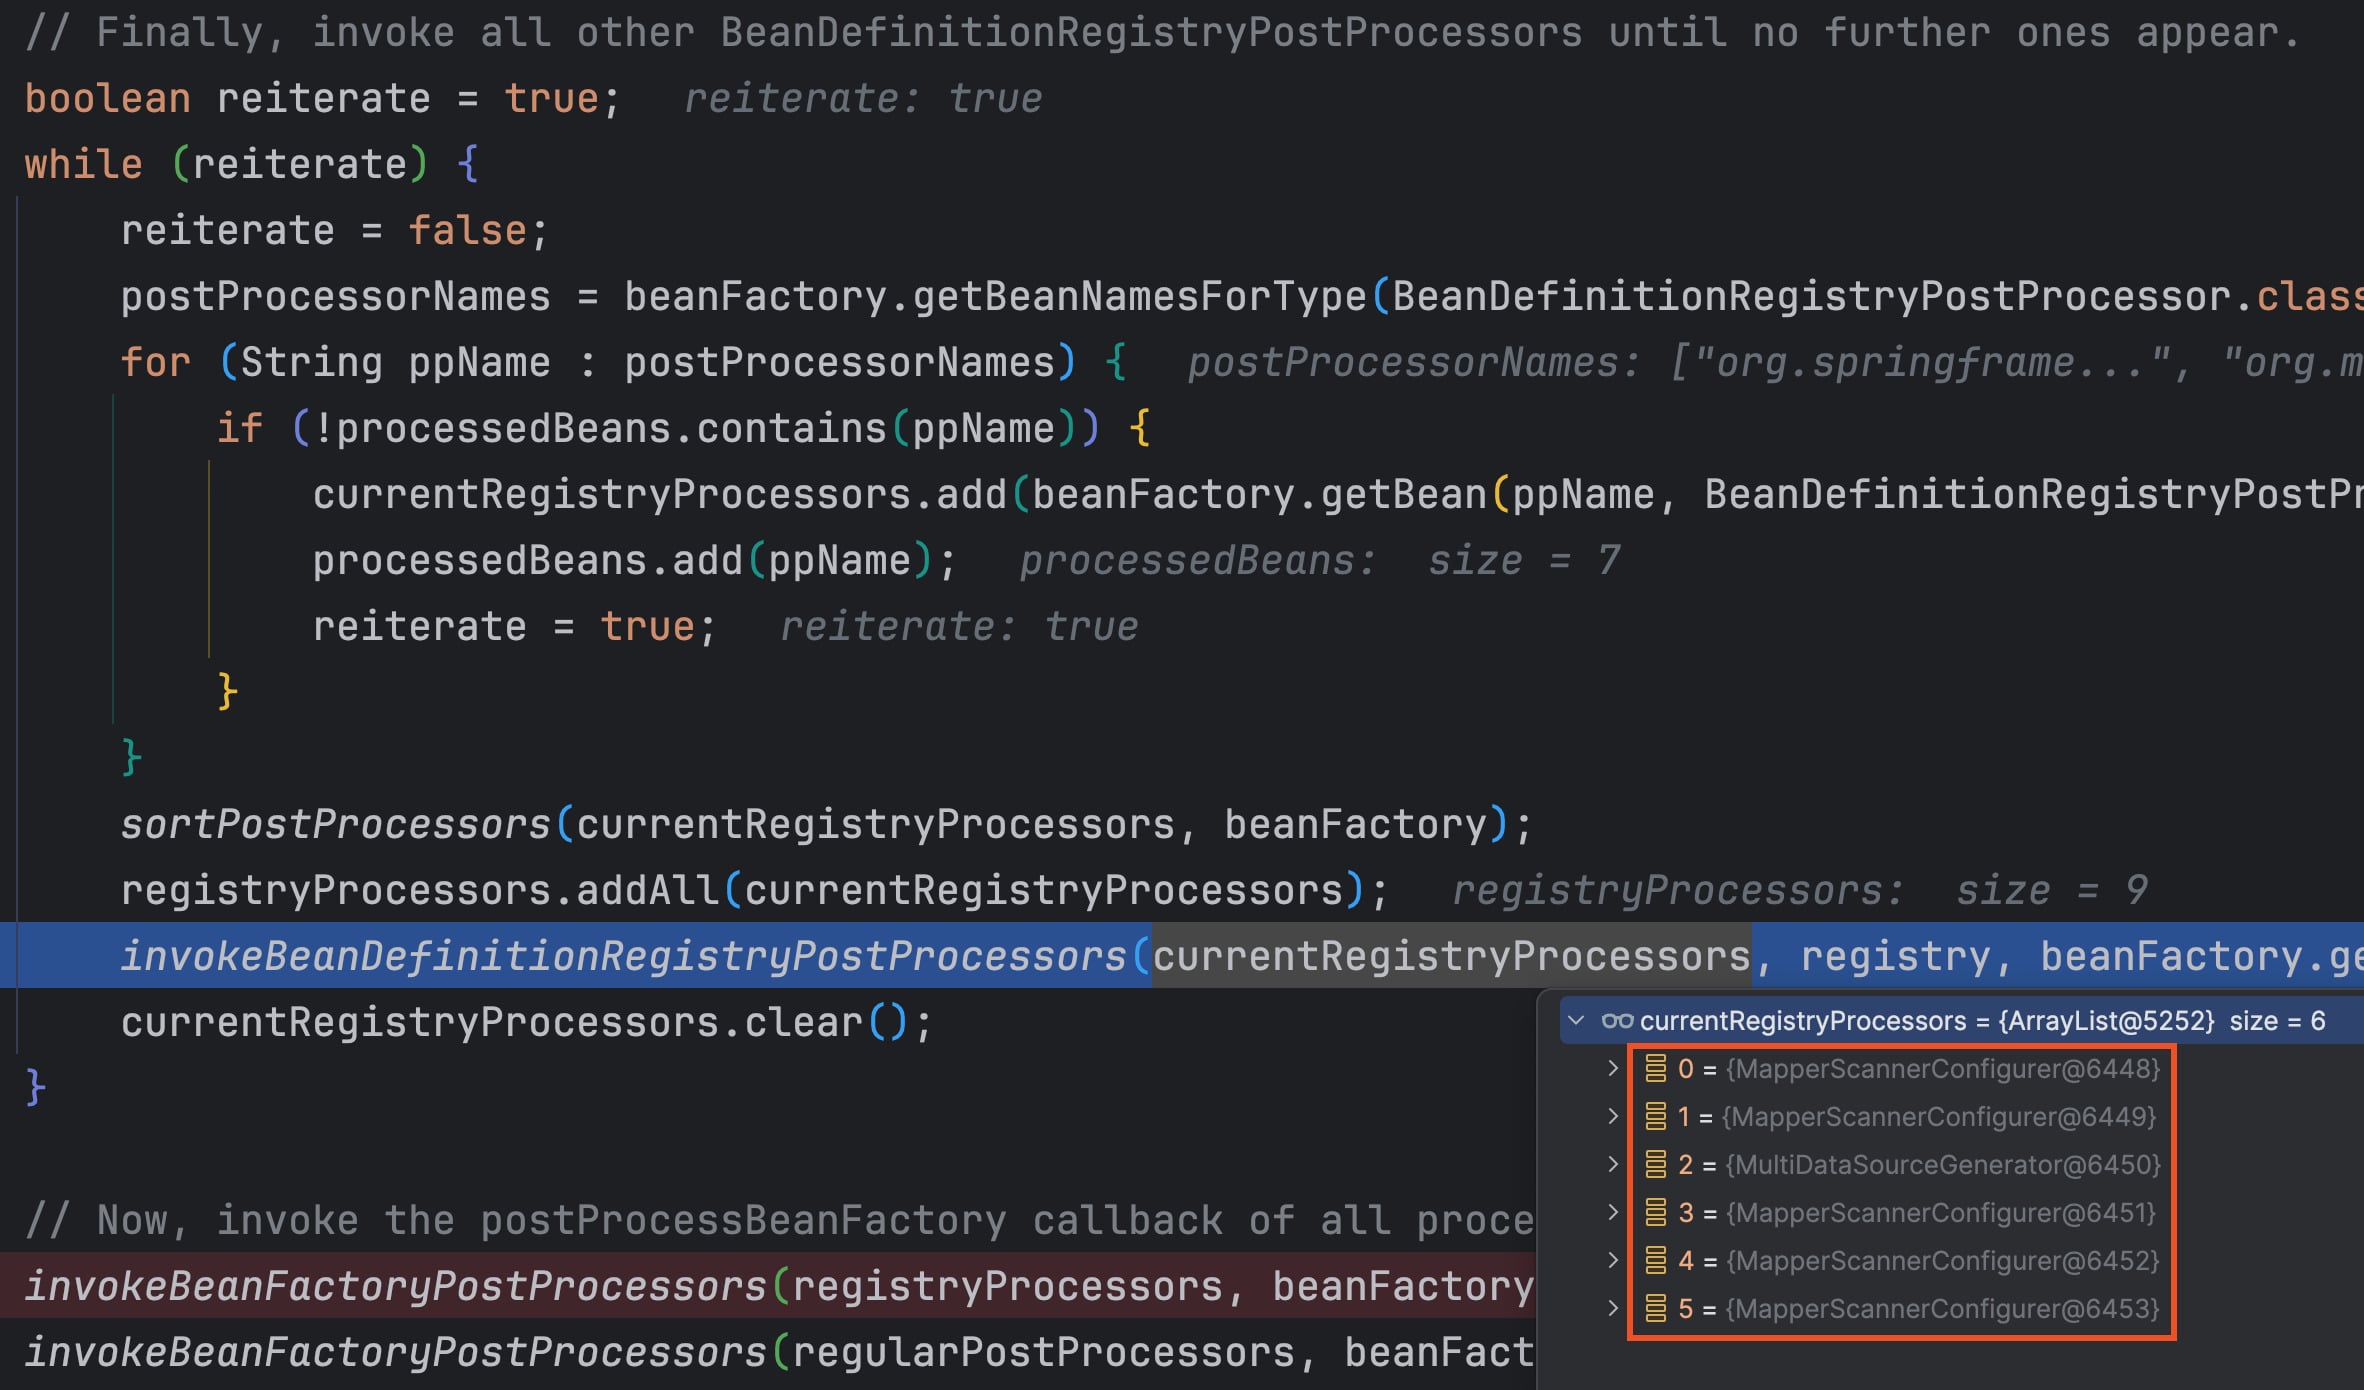 // Finally, invoke all other BeanDefinitionRegistryPostProcessors until no further ones appear.
boolean reiterate = true;   reiterate: true
while (reiterate) {
    reiterate = false;
    postProcessorNames = beanFactory.getBeanNamesForType(BeanDefinitionRegistryPostProcessor.class
    for (String ppName : postProcessorNames) {   postProcessorNames: ["org.springframe...", "org.m
        if (!processedBeans.contains(ppName)) {
            currentRegistryProcessors.add(beanFactory.getBean(ppName, BeanDefinitionRegistryPostPr
            processedBeans.add(ppName);   processedBeans:  size = 7
            reiterate = true;   reiterate: true
        }
    }
    sortPostProcessors(currentRegistryProcessors, beanFactory);
    registryProcessors.addAll(currentRegistryProcessors);   registryProcessors:  size = 9
    invokeBeanDefinitionRegistryPostProcessors(currentRegistryProcessors, registry, beanFactory.ge
    currentRegistryProcessors.clear();
}
// Now, invoke the postProcessBeanFactory callback of all proce
invokeBeanFactoryPostProcessors(registryProcessors, beanFactory
invokeBeanFactoryPostProcessors(regularPostProcessors, beanFact
currentRegistryProcessors = {ArrayList@5252}  size = 6
0 = {MapperScannerConfigurer@6448}
1 = {MapperScannerConfigurer@6449}
2 = {MultiDataSourceGenerator@6450}
3 = {MapperScannerConfigurer@6451}
4 = {MapperScannerConfigurer@6452}
5 = {MapperScannerConfigurer@6453}